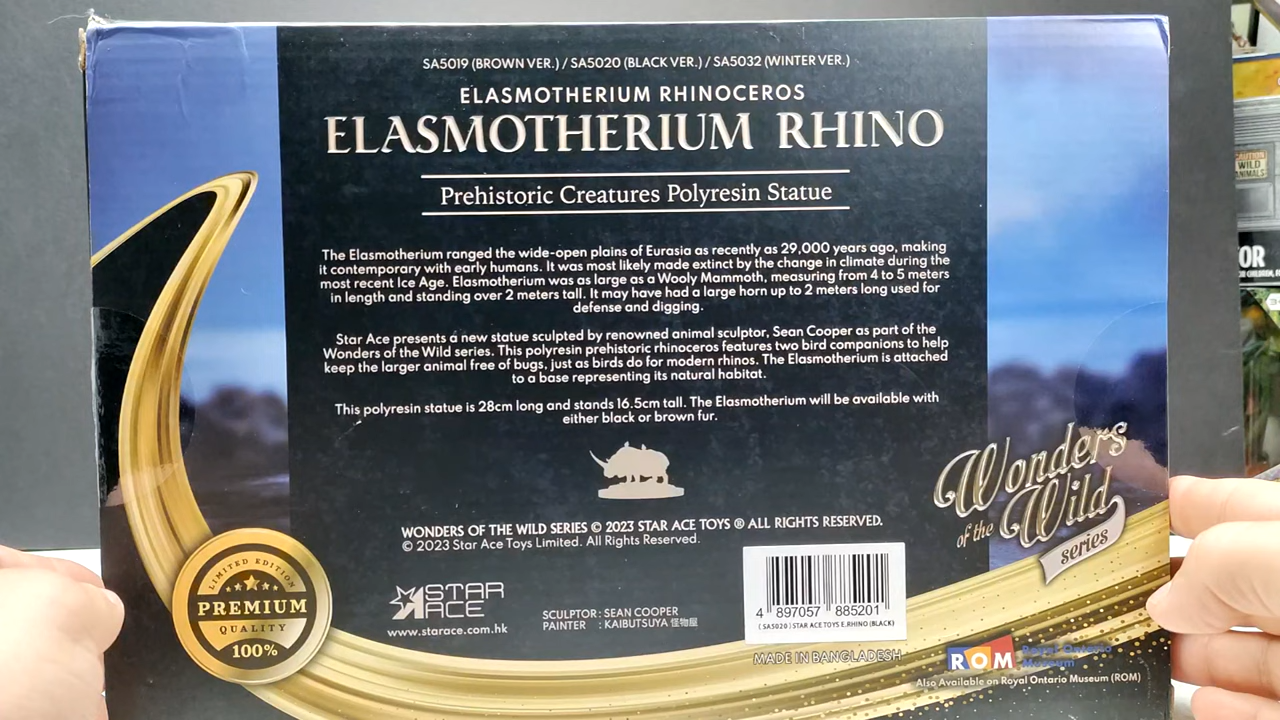 SA5019 (BROWN VER.) / SA5020 (BLACK VER.) / SA5032 (WINTER VER.)
ELASMOTHERIUM RHINOCEROS
ELASMOTHERIUM RHINO
Prehistoric Creatures Polyresin Statue
The Elasmotherium ranged the wide-open plains of Eurasia as recently as 29,000 years ago, making
it contemporary with early humans. It was most likely made extinct by the change in climate during the
most recent Ice Age. Elasmotherium was as large as a Wooly Mammoth, measuring from 4 to 5 meters
in length and standing over 2 meters tall. It may have had a large horn up to 2 meters long used for
defense and digging.
Star Ace presents a new statue sculpted by renowned animal sculptor, Sean Cooper as part of the
Wonders of the Wild series. This polyresin prehistoric rhinoceros features two bird companions to help
keep the larger animal free of bugs, just as birds do for modern rhinos. The Elasmotherium is attached
to a base representing its natural habitat.
This polyresin statue is 28cm long and stands 16.5cm tall. The Elasmotherium will be available with
either black or brown fur.
Wonders
of the Wild
series
WONDERS OF THE WILD SERIES © 2023 STAR ACE TOYS ® ALL RIGHTS RESERVED.
© 2023 Star Ace Toys Limited. All Rights Reserved.
LIMITED EDITION
PREMIUM
QUALITY
100%
STAR
ACE
www.starace.com.hk
SCULPTOR : SEAN COOPER
PAINTER : KAIBUTSUYA 怪物屋
4 897057 885201
(SA5020) STAR ACE TOYS E.RHINO (BLACK)
MADE IN BANGLADESH
ROM Royal Ontario
Museum
Also Available on Royal Ontario Museum (ROM)
CAUTION
WILD
ANIMALS
OR